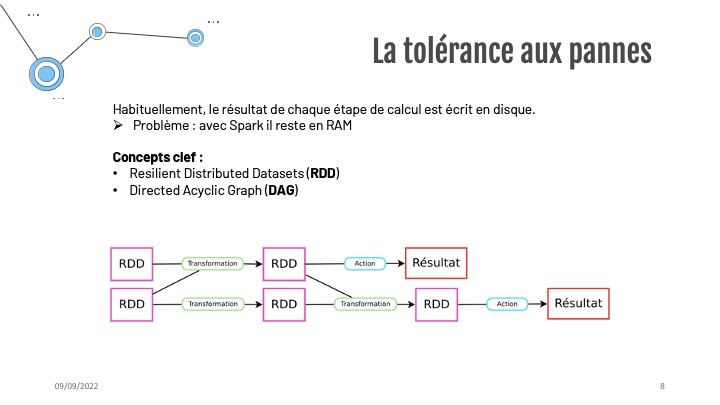 ...
...
...
La tolérance aux pannes
Habituellement, le résultat de chaque étape de calcul est écrit en disque.
➢ Problème : avec Spark il reste en RAM
Concepts clef :
• Resilient Distributed Datasets (RDD)
• Directed Acyclic Graph (DAG)
RDD Transformation RDD Action Résultat
RDD Transformation RDD Transformation RDD Action Résultat
09/09/2022 8